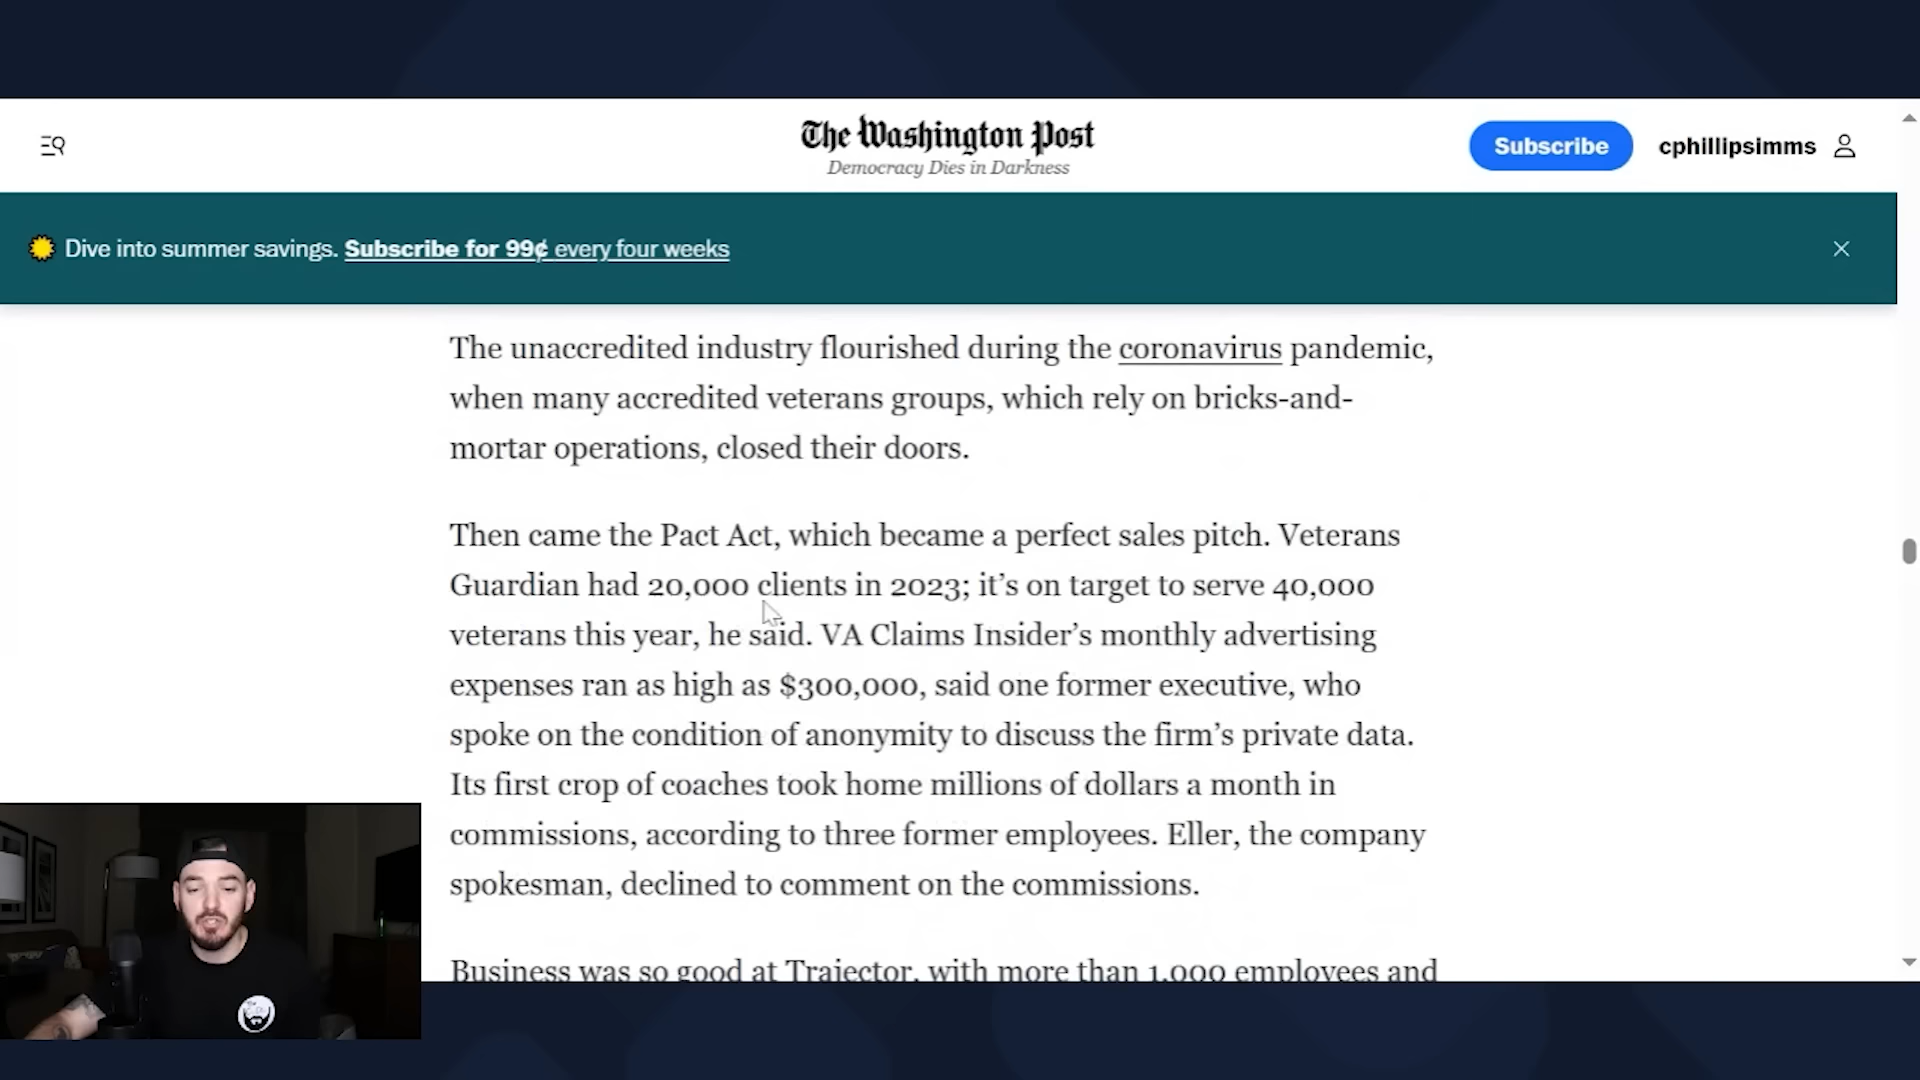 The Washington Post
Democracy Dies in Darkness
Subscribe
cphillipsimms
Dive into summer savings. Subscribe for 99¢ every four weeks
The unaccredited industry flourished during the coronavirus pandemic,
when many accredited veterans groups, which rely on bricks-and-
mortar operations, closed their doors.
Then came the Pact Act, which became a perfect sales pitch. Veterans
Guardian had 20,000 clients in 2023; it’s on target to serve 40,000
veterans this year, he said. VA Claims Insider’s monthly advertising
expenses ran as high as $300,000, said one former executive, who
spoke on the condition of anonymity to discuss the firm’s private data.
Its first crop of coaches took home millions of dollars a month in
commissions, according to three former employees. Eller, the company
spokesman, declined to comment on the commissions.
Business was so good at Trajector, with more than 1,000 employees and